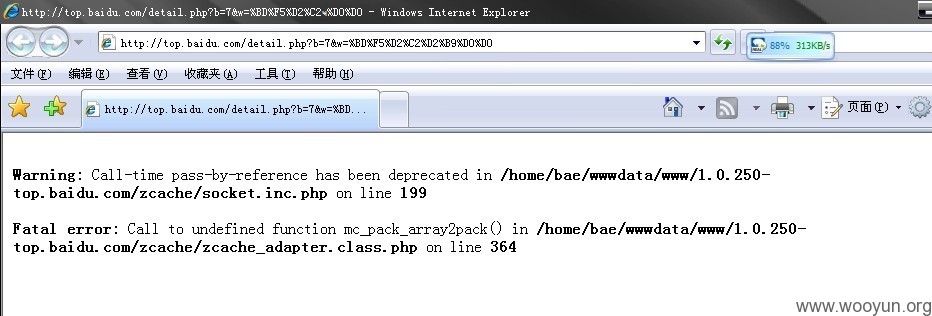 http://top.baidu.com/detail.php?b=7&w=%BD%F5%D2%C2%D2%B9%D0%D0 - Windows Internet Explorer
http://top.baidu.com/detail.php?b=7&w=%BD%F5%D2%C2%D2%B9%D0%D0
88% 313KB/s
文件(F) 编辑(E) 查看(V) 收藏夹(A) 工具(T) 帮助(H)
http://top.baidu.com/detail.php?b=7&w=%BD... 页面(P)
Warning: Call-time pass-by-reference has been deprecated in /home/bae/wwwdata/www/1.0.250-
top.baidu.com/zcache/socket.inc.php on line 199
Fatal error: Call to undefined function mc_pack_array2pack() in /home/bae/wwwdata/www/1.0.250-
top.baidu.com/zcache/zcache_adapter.class.php on line 364
www.wooyun.org